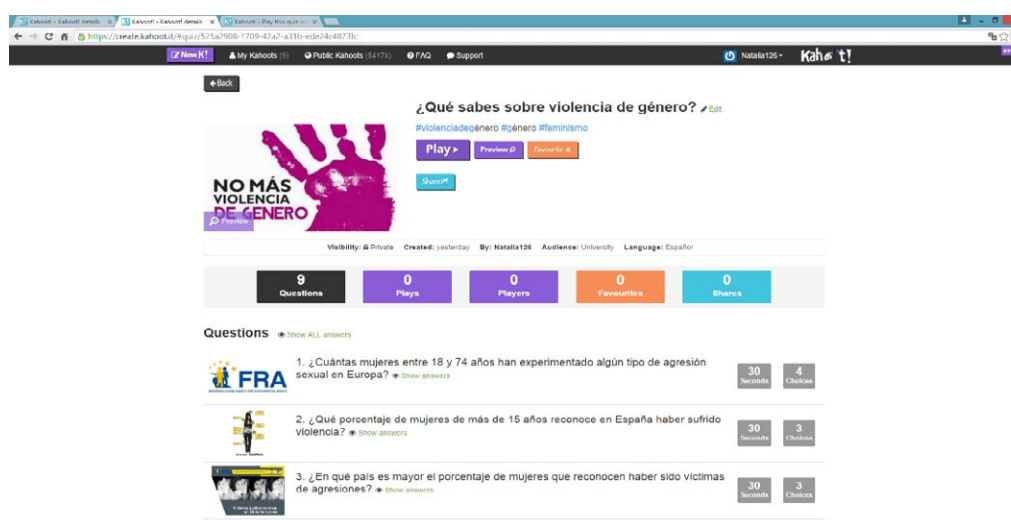 Kahoot! - Kahoot! details
Kahoot! - Kahoot! details
Kahoot! | Play this quiz
https://create.kahoot.it/#quiz/525a2908-1709-42a2-a31b-ede24c48731c
New K!
My Kahoots (9)
Public Kahoots (5417k)
FAQ
Support
Natalia126
Kahoot!
Back
¿Qué sabes sobre violencia de género? Edit
#violenciadegénero #género #feminismo
Play
Preview
Favourite
Share
NO MÁS
VIOLENCIA
DE GENERO
Preview
Visibility: Private Created: yesterday By: Natalia126 Audience: University Language: Español
9
Questions
0
Plays
0
Players
0
Favourites
0
Shares
Questions Show ALL answers
FRA
1. ¿Cuántas mujeres entre 18 y 74 años han experimentado algún tipo de agresión
sexual en Europa? Show answers
30
Seconds
4
Choices
2. ¿Qué porcentaje de mujeres de más de 15 años reconoce en España haber sufrido
violencia? Show answers
30
Seconds
3
Choices
3. ¿En qué país es mayor el porcentaje de mujeres que reconocen haber sido víctimas
de agresiones? Show answers
30
Seconds
3
Choices